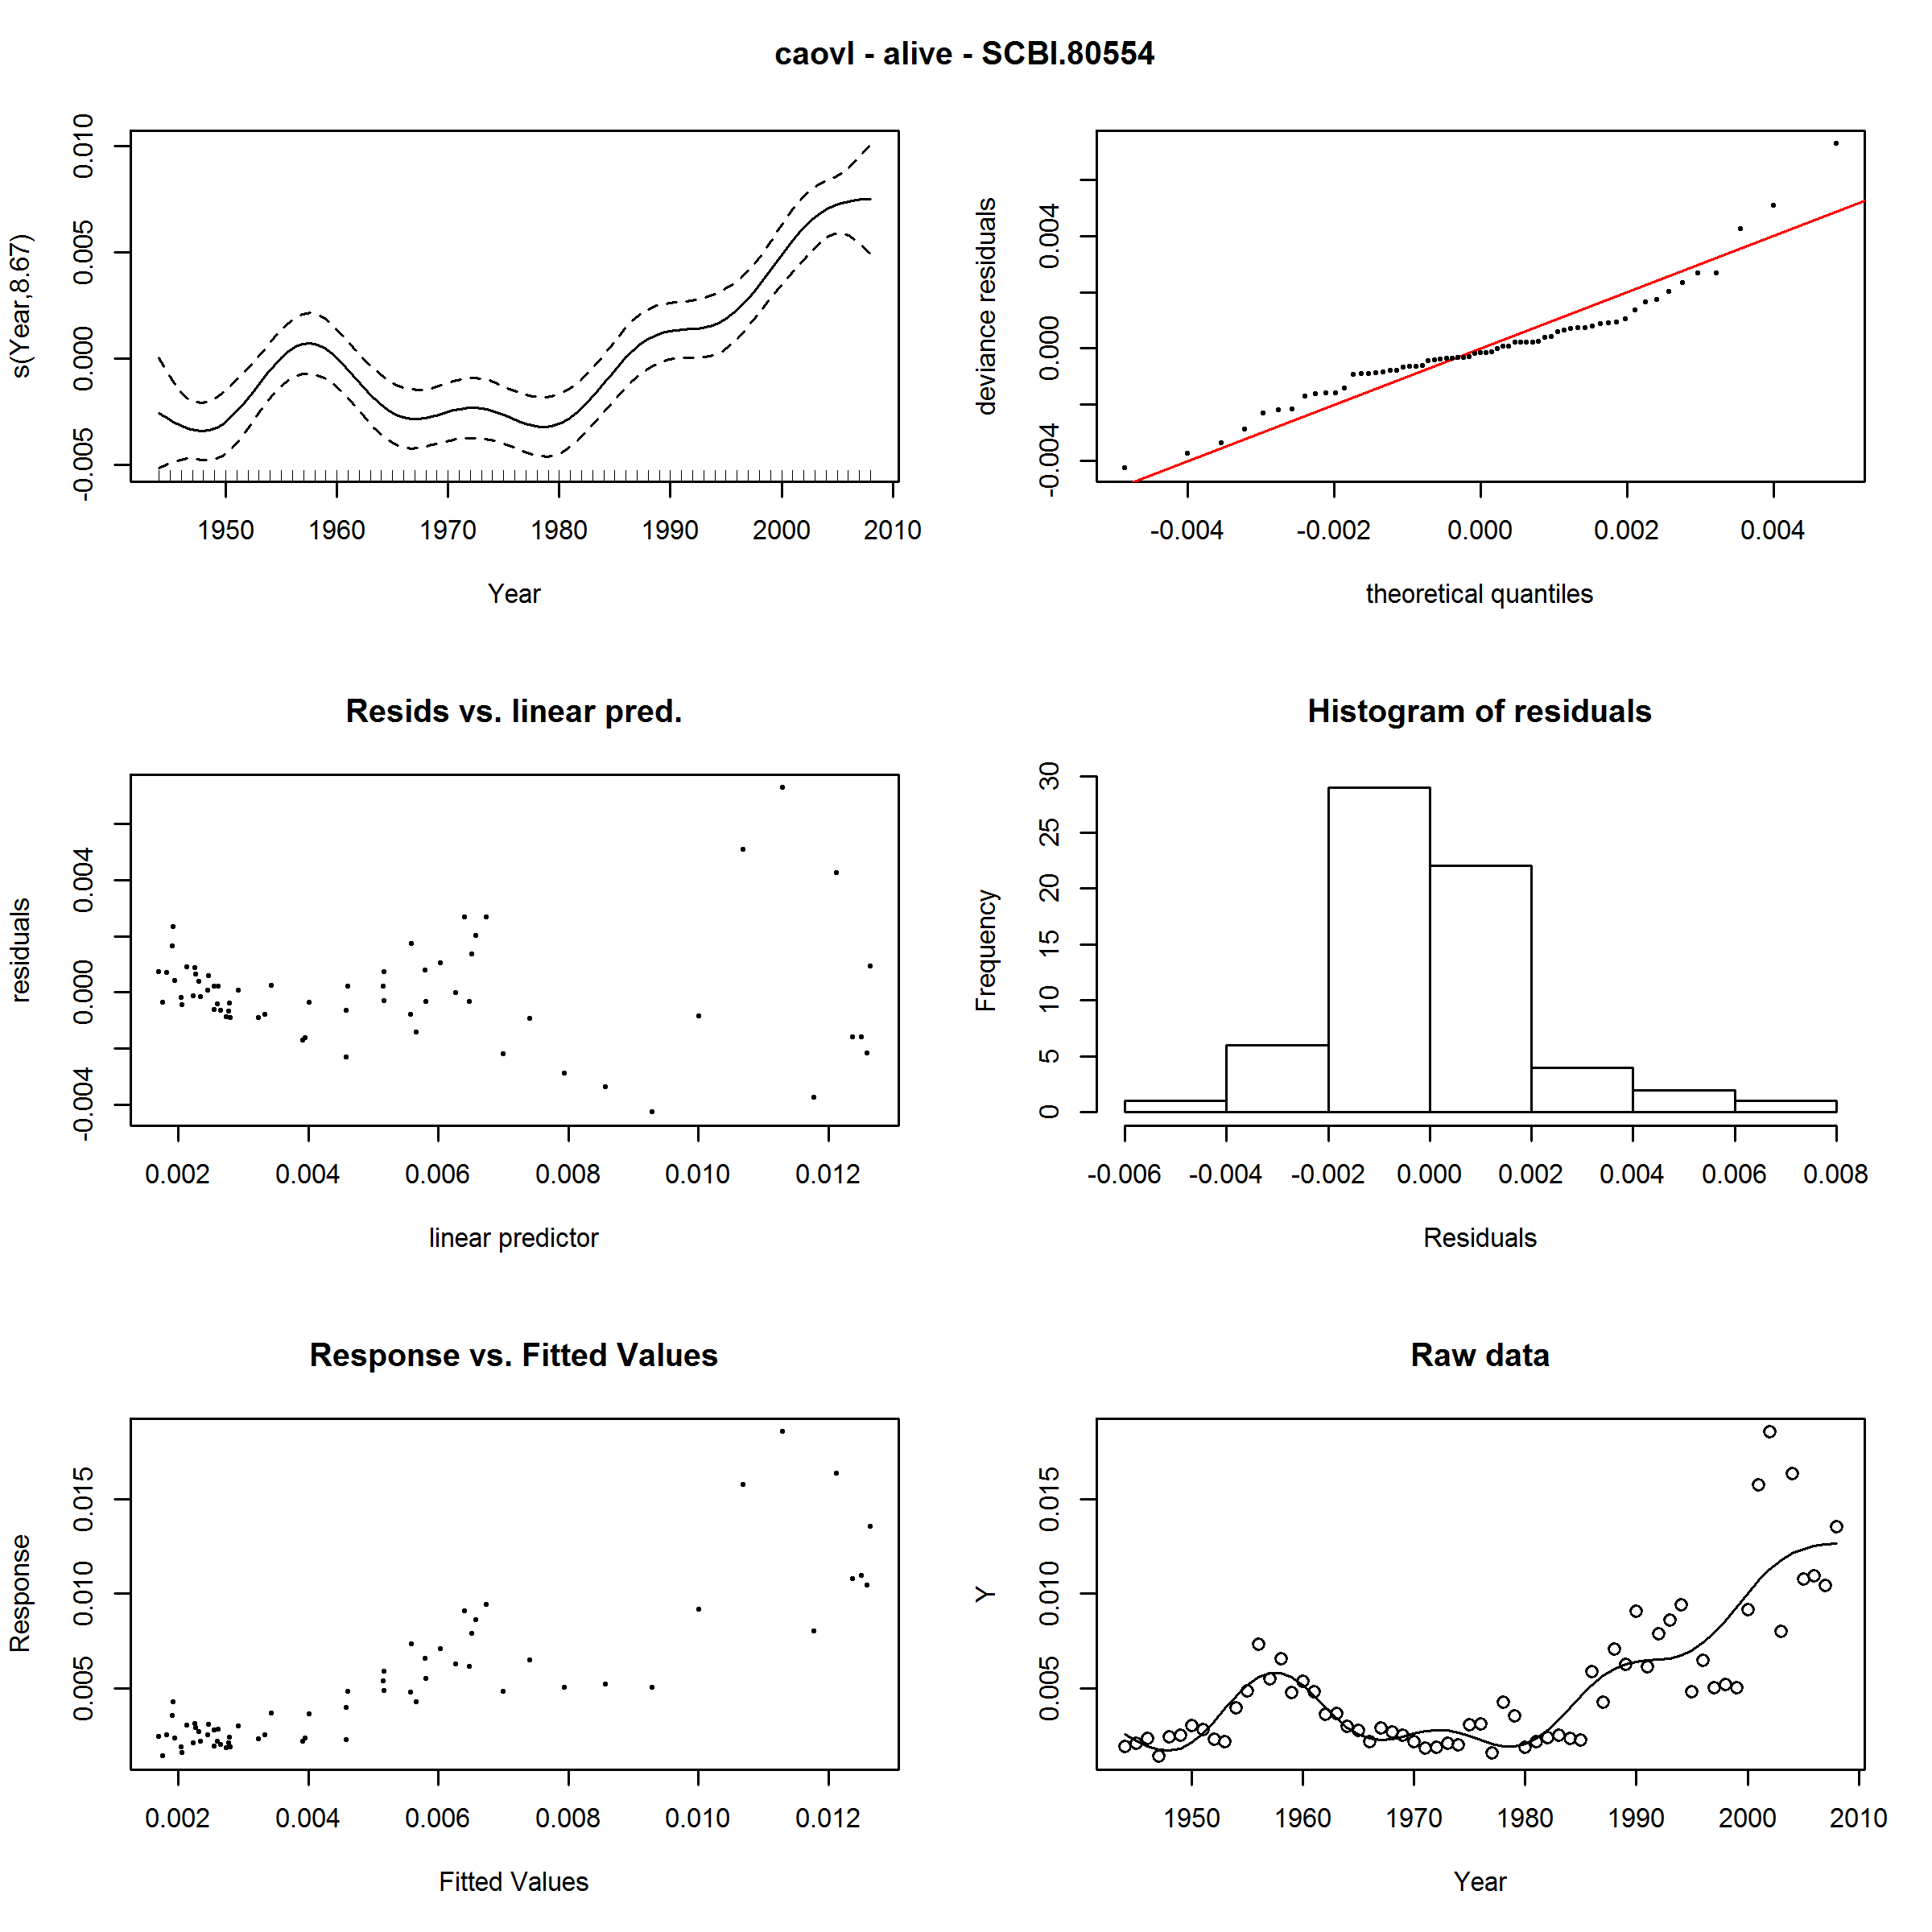 caovl - alive - SCBI.80554
s(Year,8.67)
-0.005 0.000 0.005 0.010
1950 1960 1970 1980 1990 2000 2010
Year
deviance residuals
-0.004 0.000 0.004
-0.004 -0.002 0.000 0.002 0.004
theoretical quantiles
Resids vs. linear pred.
residuals
-0.004 0.000 0.004
0.002 0.004 0.006 0.008 0.010 0.012
linear predictor
Histogram of residuals
Frequency
0 5 10 15 20 25 30
-0.006 -0.004 -0.002 0.000 0.002 0.004 0.006 0.008
Residuals
Response vs. Fitted Values
Response
0.005 0.010 0.015
0.002 0.004 0.006 0.008 0.010 0.012
Fitted Values
Raw data
Y
0.005 0.010 0.015
1950 1960 1970 1980 1990 2000 2010
Year